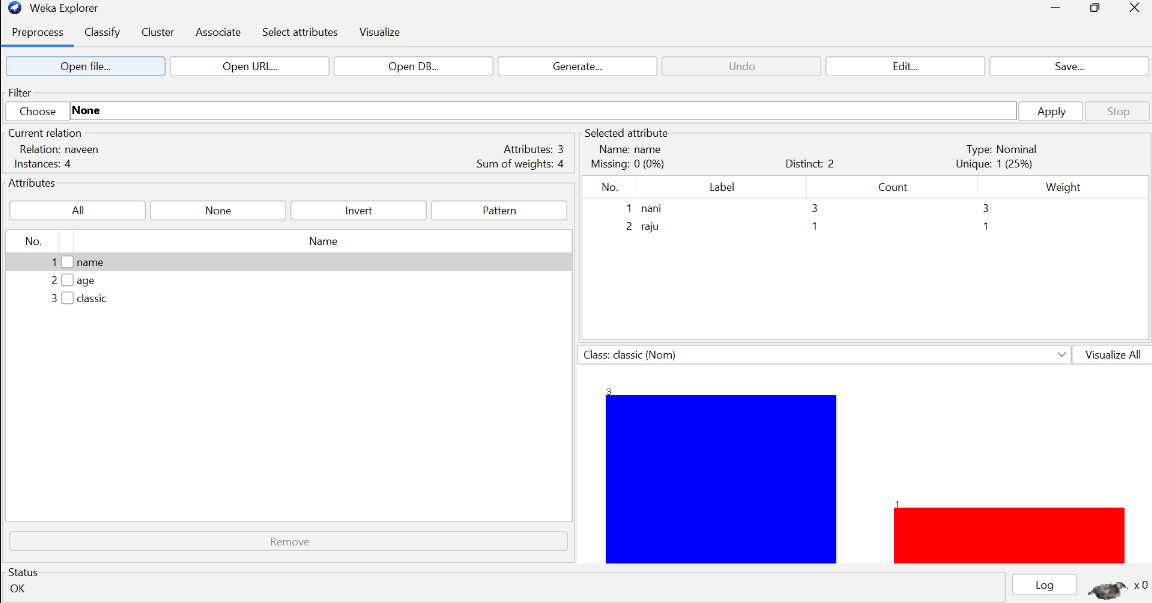 Weka Explorer
Preprocess Classify Cluster Associate Select attributes Visualize
Open file... Open URL... Open DB... Generate... Undo Edit... Save...
Filter
Choose None Apply Stop
Current relation
Relation: naveen Attributes: 3
Instances: 4 Sum of weights: 4
Attributes
All None Invert Pattern
No. Name
1 name
2 age
3 classic
Remove
Selected attribute
Name: name Type: Nominal
Missing: 0 (0%) Distinct: 2 Unique: 1 (25%)
No. Label Count Weight
1 nani 3 3
2 raju 1 1
Class: classic (Nom) Visualize All
3
1
Status
OK
Log x 0